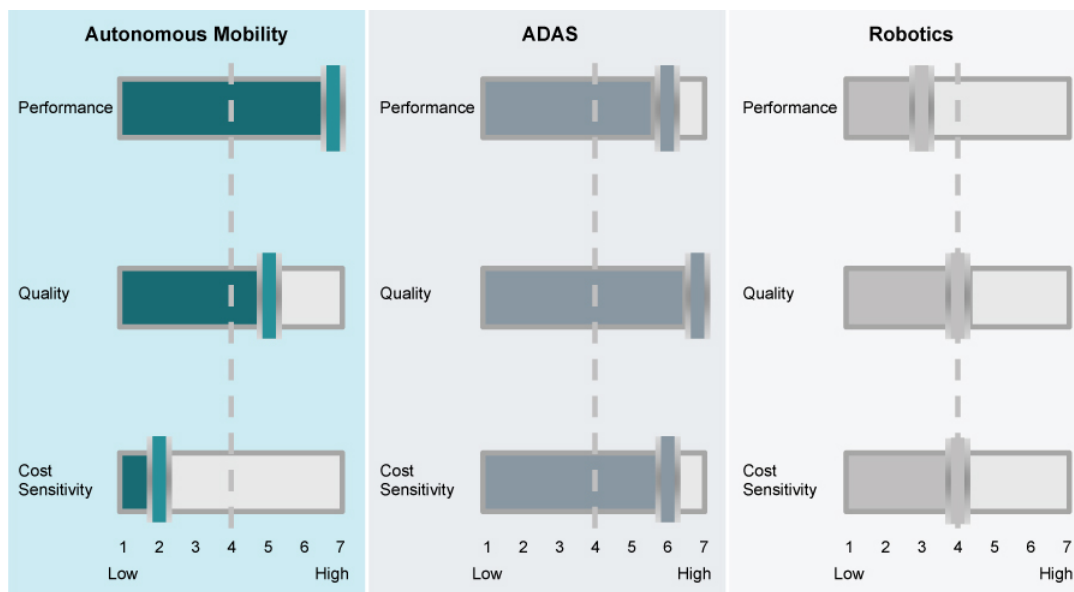 Autonomous Mobility
Performance
Quality
Cost
Sensitivity
1 2 3 4 5 6 7
Low High
ADAS
Performance
Quality
Cost
Sensitivity
1 2 3 4 5 6 7
Low High
Robotics
Performance
Quality
Cost
Sensitivity
1 2 3 4 5 6 7
Low High